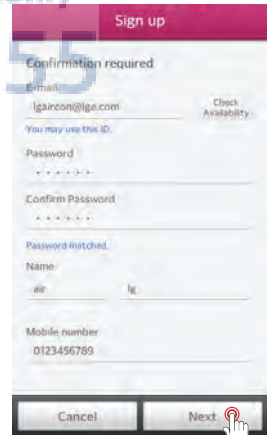 Sign up
Confirmation required
E-mail
lgaircon@lge.com
Check
Availability
You may use this ID.
Password
· · · · · ·
Confirm Password
· · · · · ·
Password matched.
Name
air lg
Mobile number
0123456789
Cancel Next